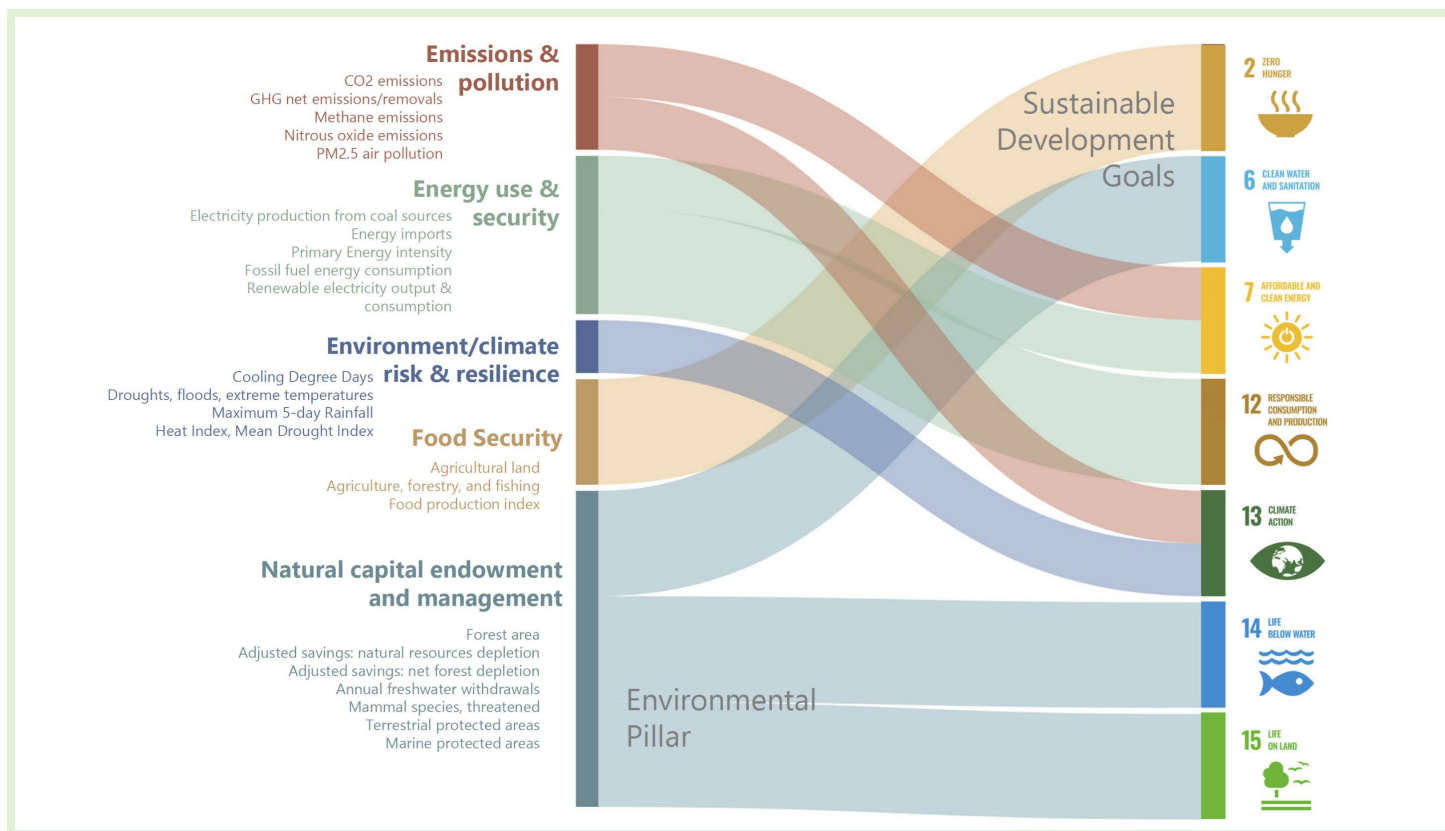 Emissions &
pollution
CO2 emissions
GHG net emissions/removals
Methane emissions
Nitrous oxide emissions
PM2.5 air pollution
Energy use &
security
Electricity production from coal sources
Energy imports
Primary Energy intensity
Fossil fuel energy consumption
Renewable electricity output &
consumption
Environment/climate
risk & resilience
Cooling Degree Days
Droughts, floods, extreme temperatures
Maximum 5-day Rainfall
Heat Index, Mean Drought Index
Food Security
Agricultural land
Agriculture, forestry, and fishing
Food production index
Natural capital endowment
and management
Forest area
Adjusted savings: natural resources depletion
Adjusted savings: net forest depletion
Annual freshwater withdrawals
Mammal species, threatened
Terrestrial protected areas
Marine protected areas
Environmental
Pillar
Sustainable
Development
Goals
2 ZERO
HUNGER
6 CLEAN WATER
AND SANITATION
7 AFFORDABLE AND
CLEAN ENERGY
12 RESPONSIBLE
CONSUMPTION
AND PRODUCTION
13 CLIMATE
ACTION
14 LIFE
BELOW WATER
15 LIFE
ON LAND